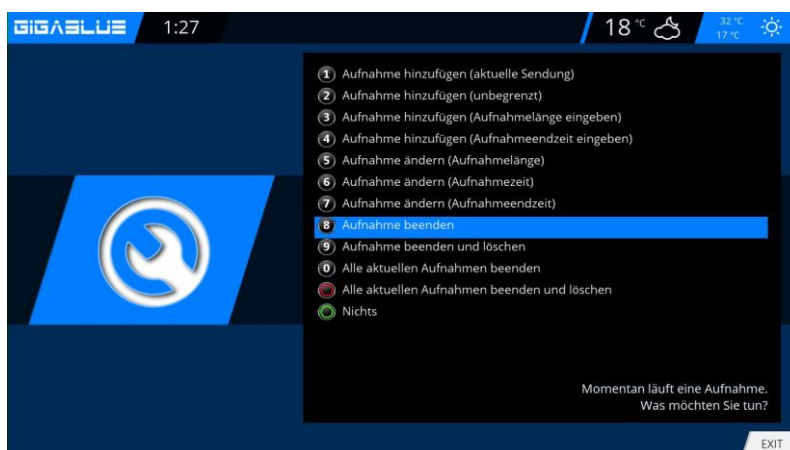 GIGABLUE 1:27 18 °C 32 °C
17 °C
1 Aufnahme hinzufügen (aktuelle Sendung)
2 Aufnahme hinzufügen (unbegrenzt)
3 Aufnahme hinzufügen (Aufnahmelänge eingeben)
4 Aufnahme hinzufügen (Aufnahmeendzeit eingeben)
5 Aufnahme ändern (Aufnahmelänge)
6 Aufnahme ändern (Aufnahmezeit)
7 Aufnahme ändern (Aufnahmeendzeit)
8 Aufnahme beenden
9 Aufnahme beenden und löschen
0 Alle aktuellen Aufnahmen beenden
Alle aktuellen Aufnahmen beenden und löschen
Nichts
Momentan läuft eine Aufnahme.
Was möchten Sie tun?
EXIT